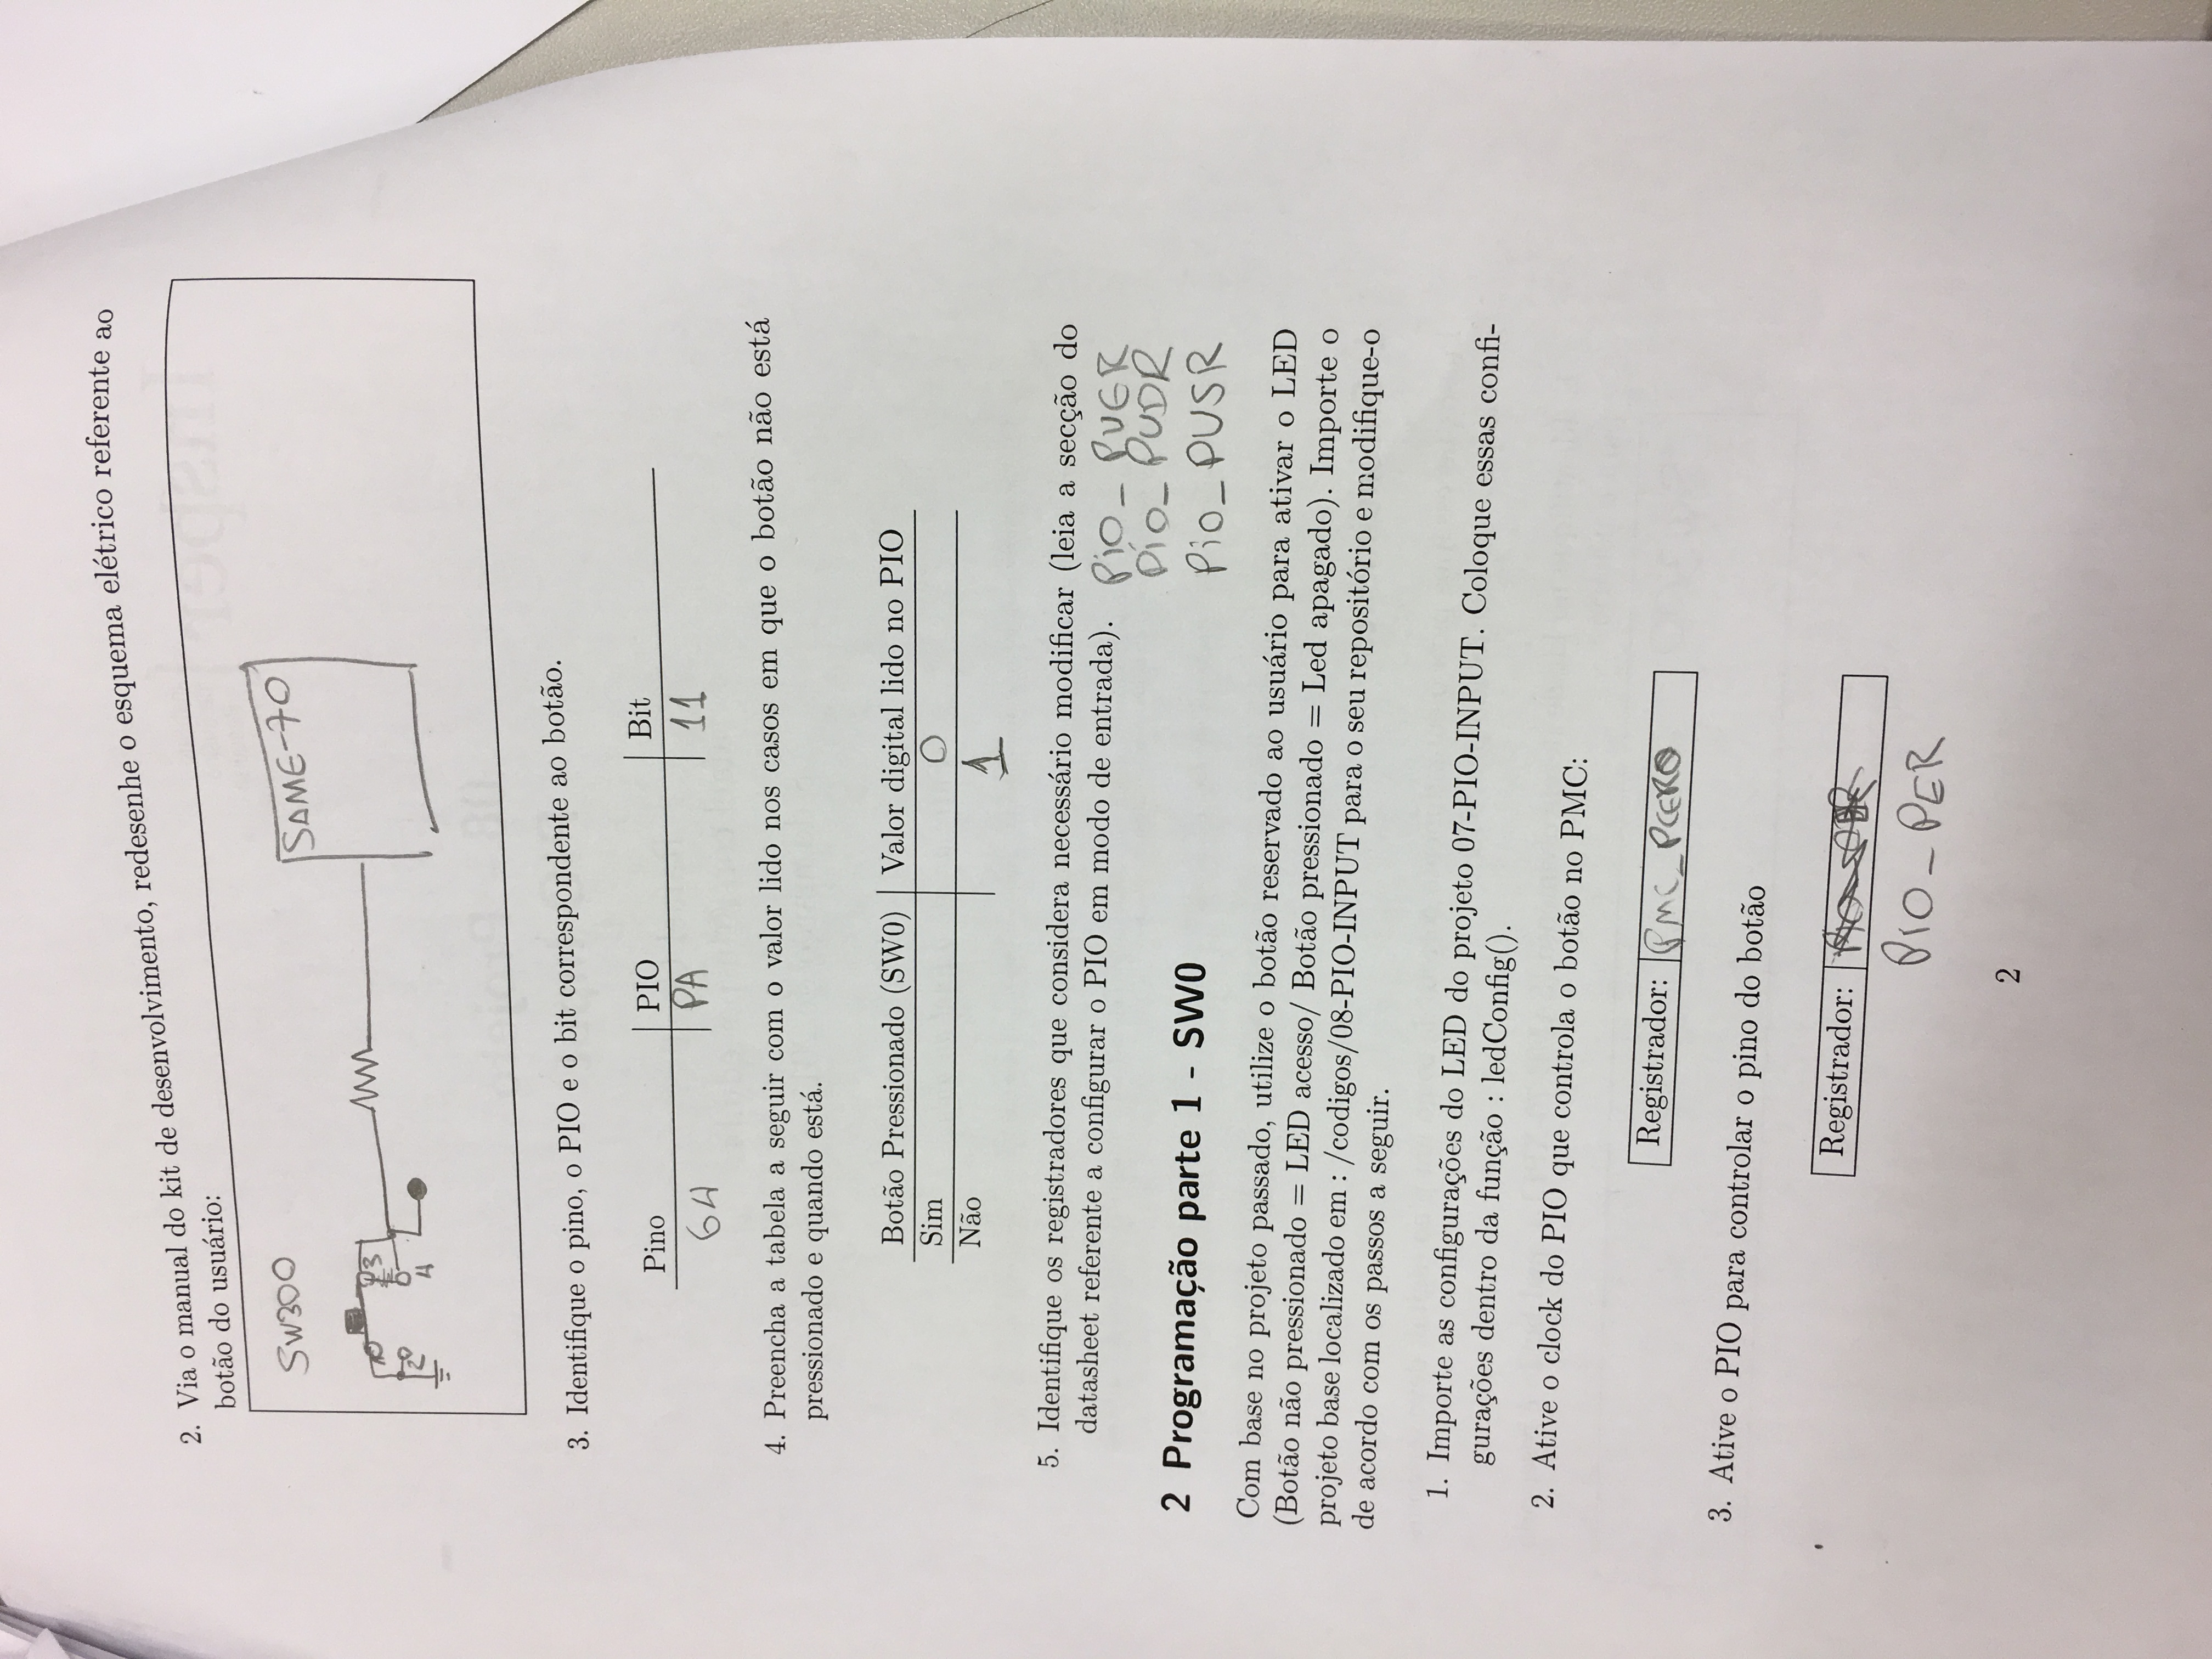 2. Via o manual do kit de desenvolvimento, redesenhe o esquema elétrico referente ao
botão do usuário:
SW300
SAME-70
1
3
2
4
3. Identifique o pino, o PIO e o bit correspondente ao botão.
Pino PIO Bit
64 PA 11
4. Preencha a tabela a seguir com o valor lido nos casos em que o botão não está
pressionado e quando está.
Botão Pressionado (SW0) Valor digital lido no PIO
Sim 0
Não 1
5. Identifique os registradores que considera necessário modificar (leia a secção do
datasheet referente a configurar o PIO em modo de entrada).
PiO_PUER
PiO_PUDR
PiO_PUSR
2 Programação parte 1 - SW0
Com base no projeto passado, utilize o botão reservado ao usuário para ativar o LED
(Botão não pressionado = LED acesso/ Botão pressionado = Led apagado). Importe o
projeto base localizado em : /codigos/08-PIO-INPUT para o seu repositório e modifique-o
de acordo com os passos a seguir.
1. Importe as configurações do LED do projeto 07-PIO-INPUT. Coloque essas confi-
gurações dentro da função : ledConfig().
2. Ative o clock do PIO que controla o botão no PMC:
Registrador: PMC_PCER0
3. Ative o PIO para controlar o pino do botão
Registrador:
PIO_PER
2